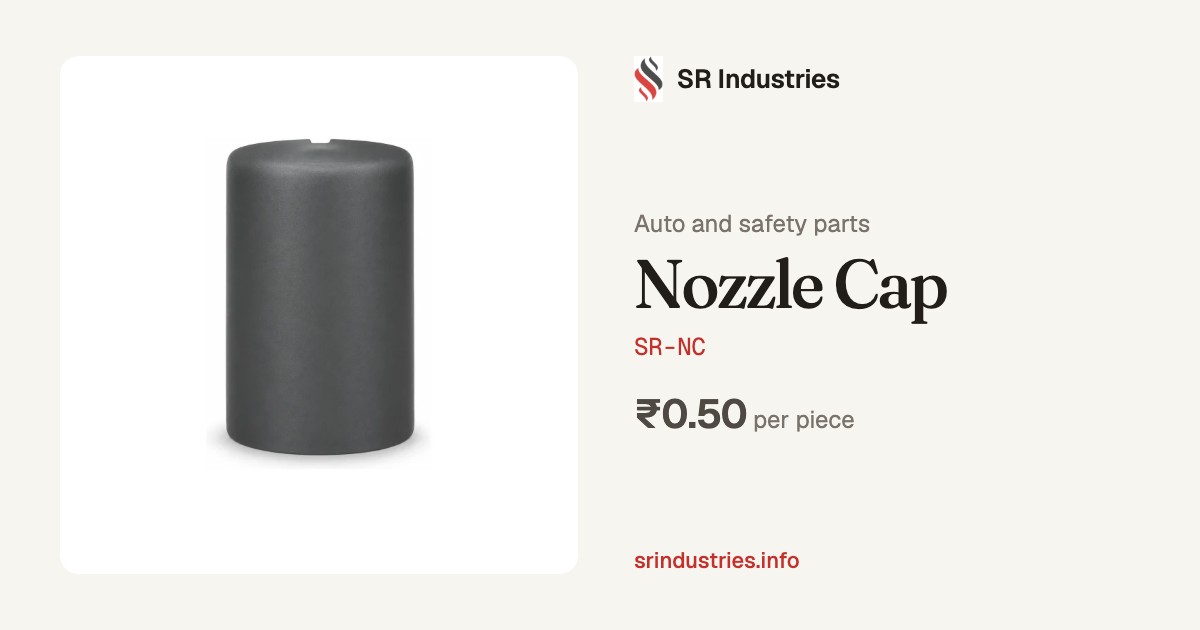 SR Industries
Auto and safety parts
Nozzle Cap
SR-NC
₹0.50 per piece
srindustries.info